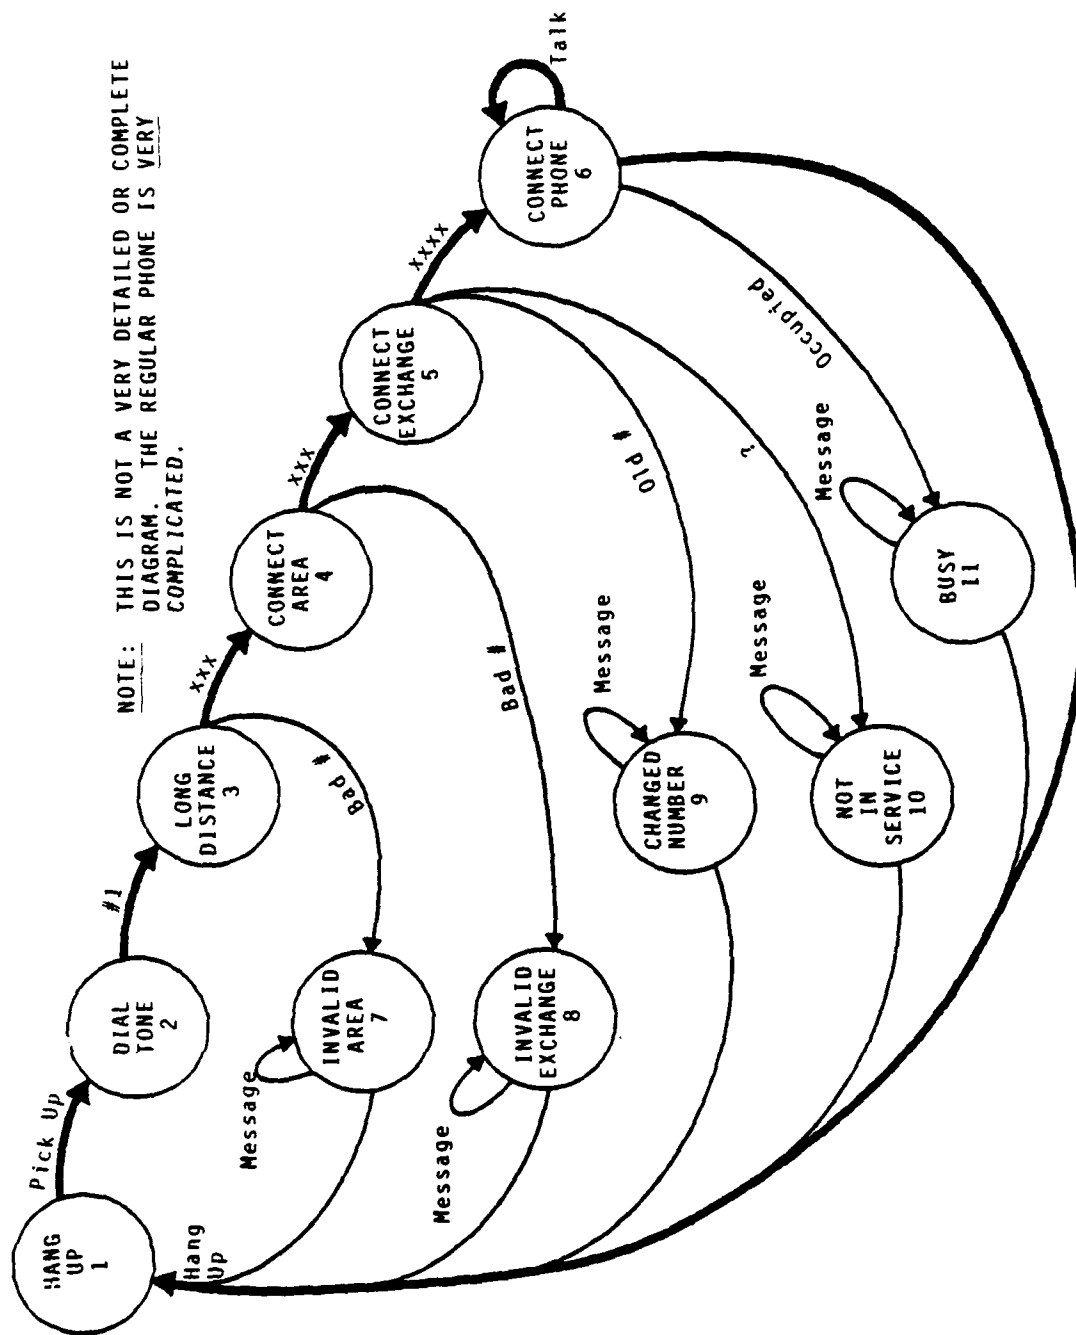 NOTE: THIS IS NOT A VERY DETAILED OR COMPLETE
DIAGRAM. THE REGULAR PHONE IS VERY
COMPLICATED.
HANG
UP
1
Pick Up
DIAL
TONE
2
#1
LONG
DISTANCE
3
xxx
CONNECT
AREA
4
xxx
CONNECT
EXCHANGE
5
xxxx
CONNECT
PHONE
6
Talk
Bad #
Bad #
Old #
?
Occupied
Message
INVALID
AREA
7
Message
INVALID
EXCHANGE
8
Message
CHANGED
NUMBER
9
Message
NOT
IN
SERVICE
10
Message
BUSY
11
Hang
Up